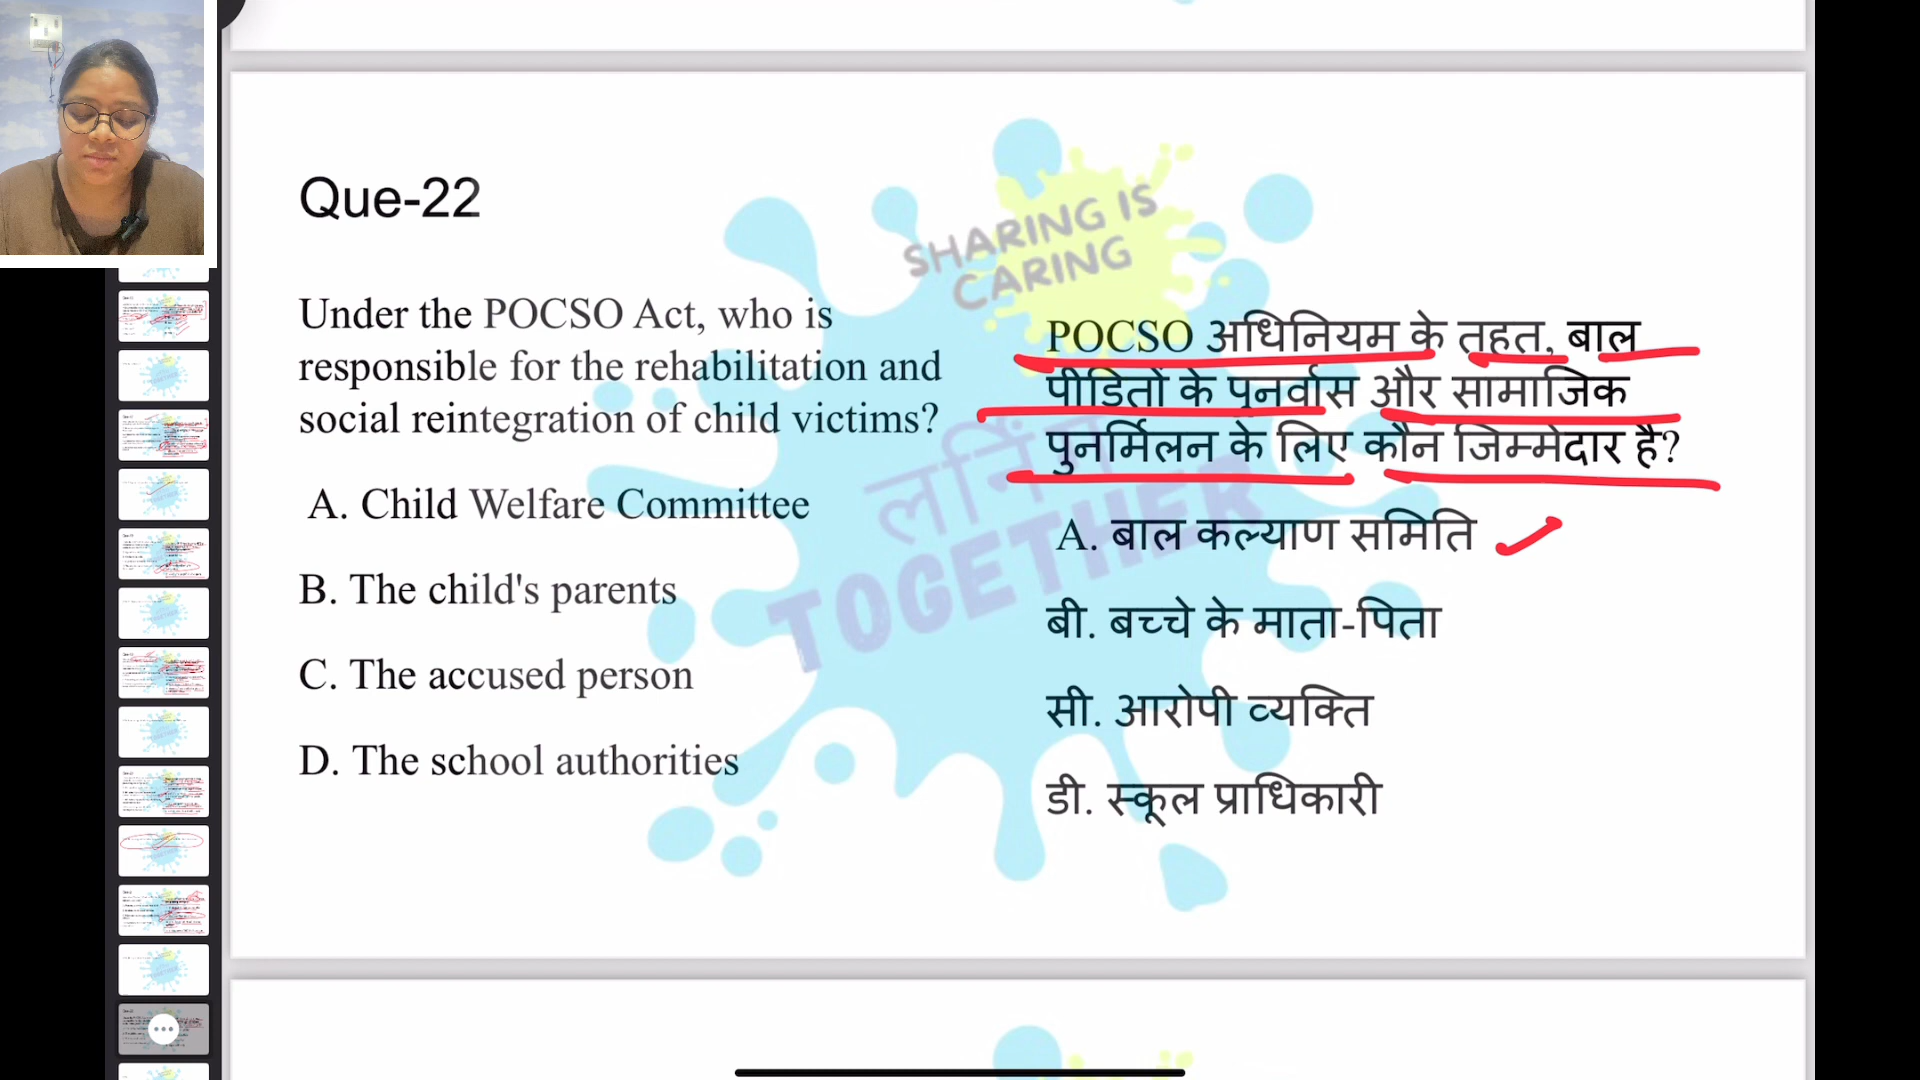 Que-22
SHARING IS
CARING
Under the POCSO Act, who is
responsible for the rehabilitation and
social reintegration of child victims?
A. Child Welfare Committee
B. The child's parents
C. The accused person
D. The school authorities
POCSO अधिनियम के तहत, बाल
पीडितों के पुनर्वास और सामाजिक
पुनर्मिलन के लिए कौन जिम्मेदार है?
A. बाल कल्याण समिति
बी. बच्चे के माता-पिता
सी. आरोपी व्यक्ति
डी. स्कूल प्राधिकारी
TOGETHER